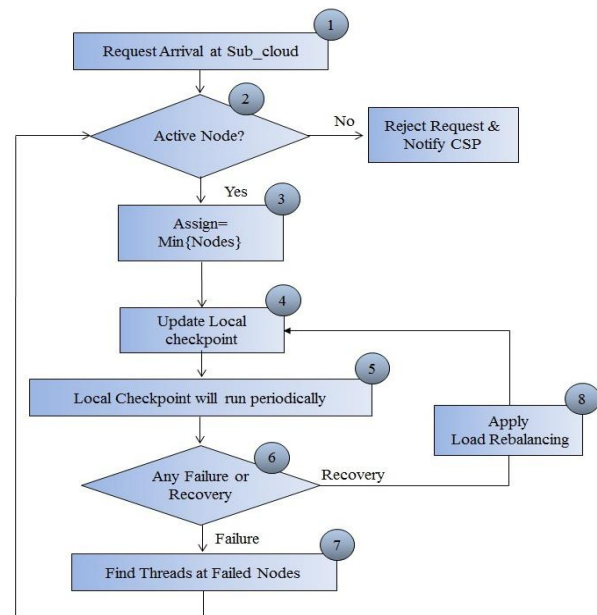 1
Request Arrival at Sub_cloud
2
Active Node?
No
Reject Request &
Notify CSP
Yes
3
Assign=
Min{Nodes}
4
Update Local
checkpoint
5
Local Checkpoint will run periodically
8
Apply
Load Rebalancing
6
Any Failure or
Recovery
Recovery
Failure
7
Find Threads at Failed Nodes